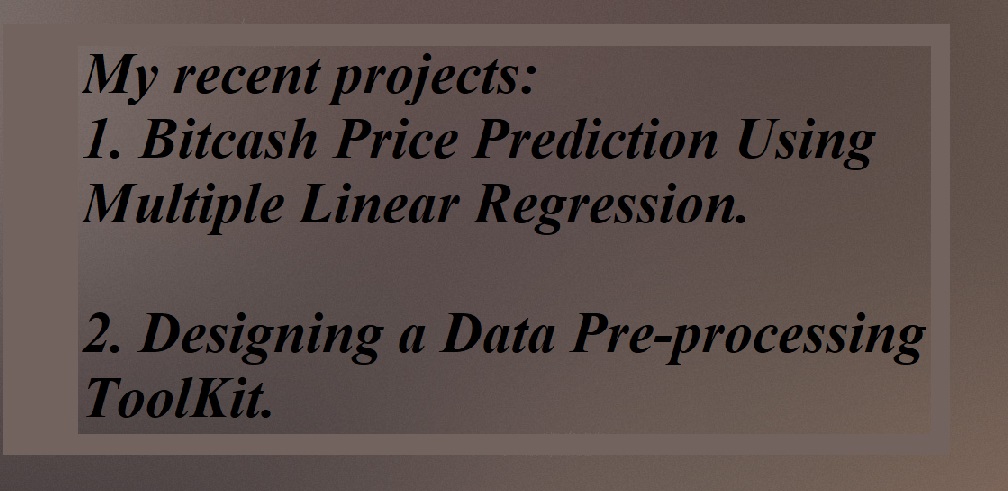 My recent projects:
1. Bitcash Price Prediction Using
Multiple Linear Regression.
2. Designing a Data Pre-processing
ToolKit.